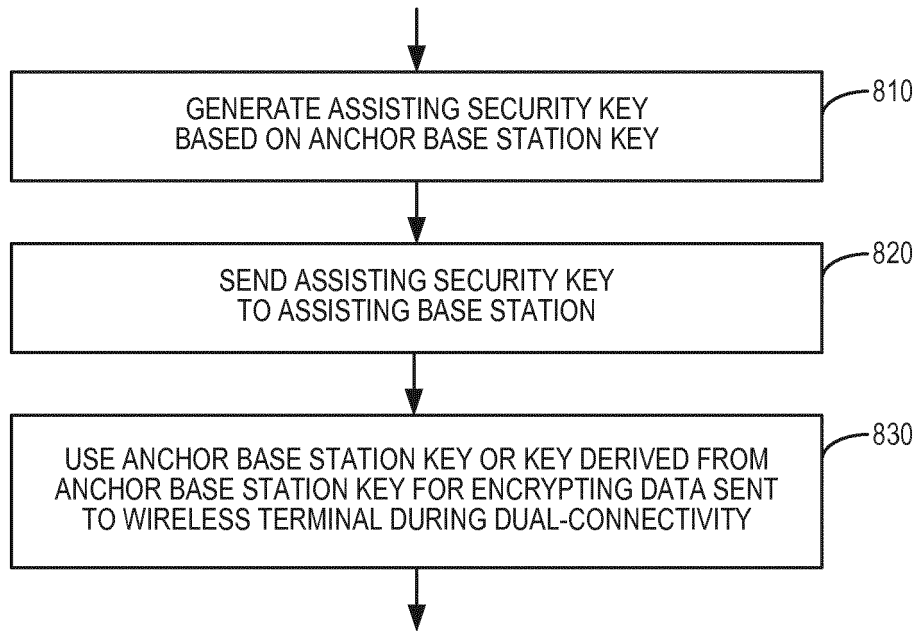 GENERATE ASSISTING SECURITY KEY
BASED ON ANCHOR BASE STATION KEY
810
SEND ASSISTING SECURITY KEY
TO ASSISTING BASE STATION
820
USE ANCHOR BASE STATION KEY OR KEY DERIVED FROM
ANCHOR BASE STATION KEY FOR ENCRYPTING DATA SENT
TO WIRELESS TERMINAL DURING DUAL-CONNECTIVITY
830